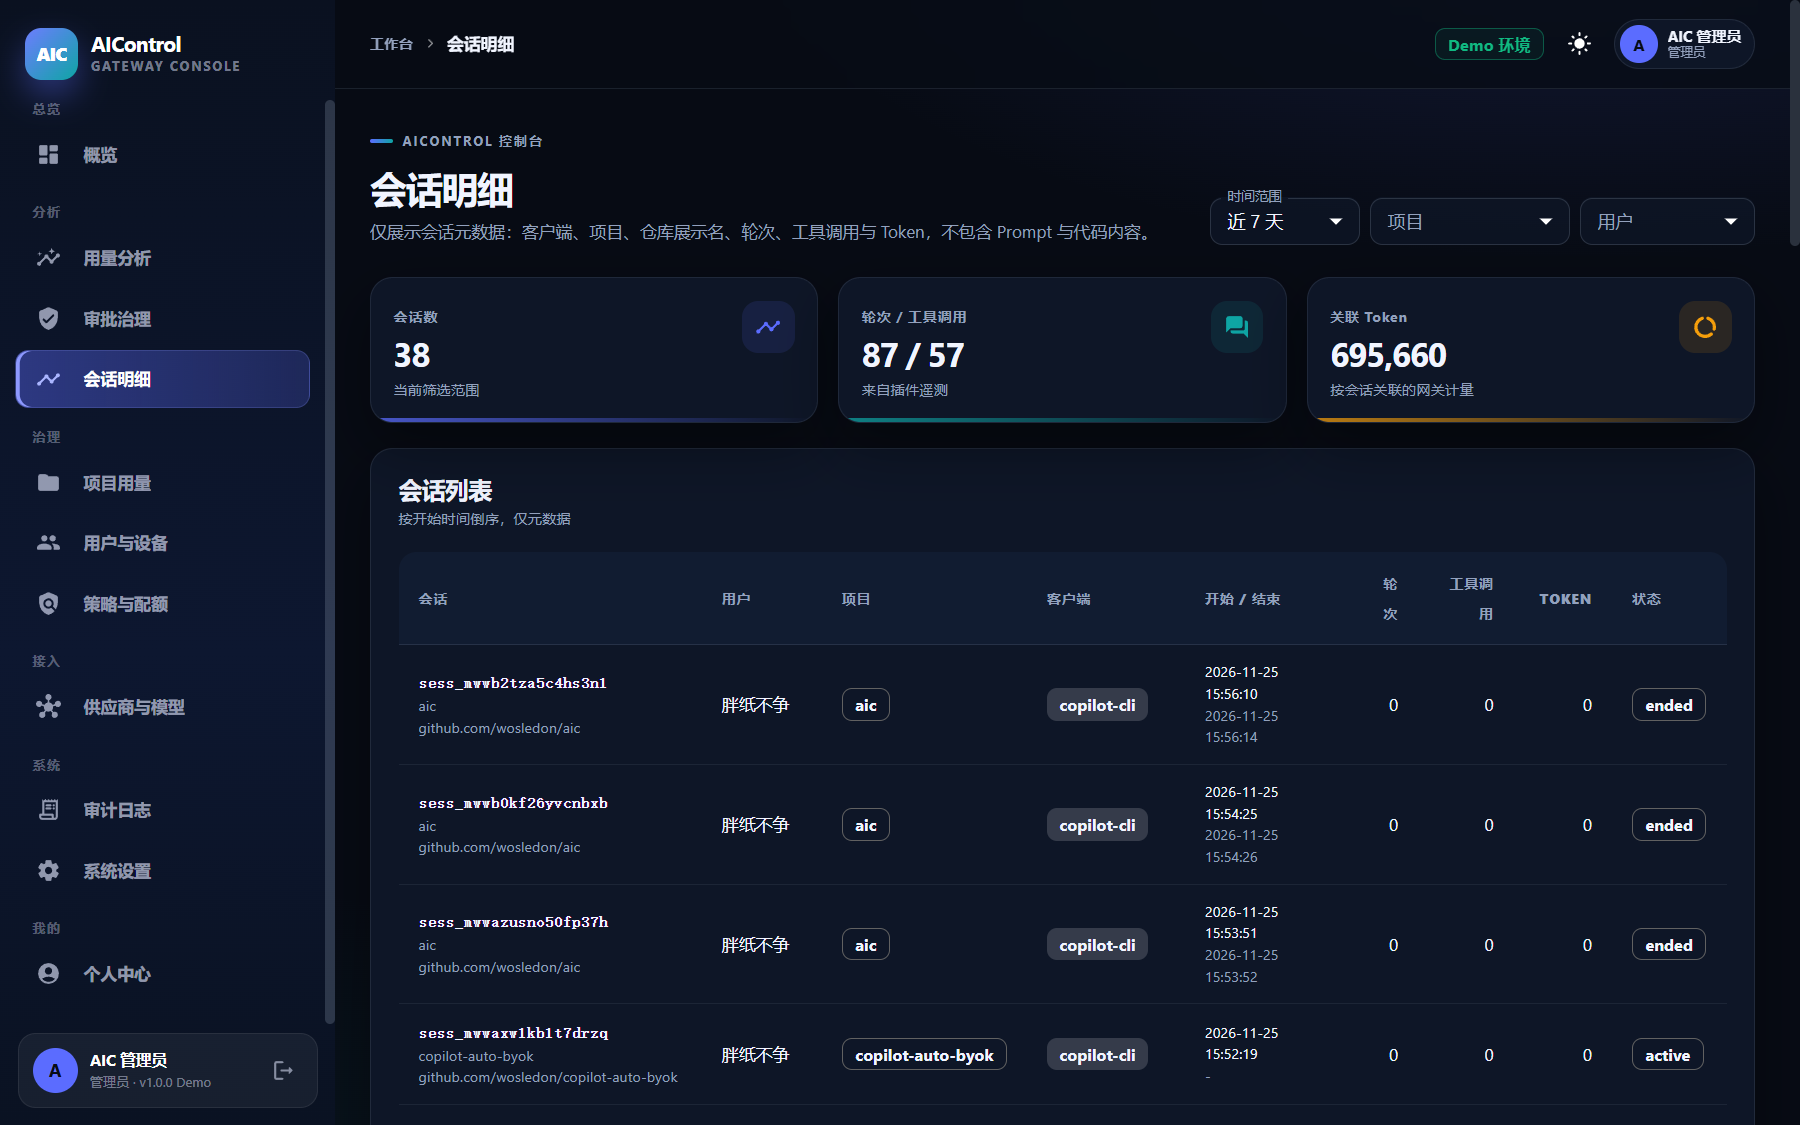 AIC
AIControl
GATEWAY CONSOLE
总览
概览
分析
用量分析
审批治理
会话明细
治理
项目用量
用户与设备
策略与配额
接入
供应商与模型
系统
审计日志
系统设置
我的
个人中心
A
AIC 管理员
管理员 · v1.0.0 Demo
工作台
会话明细
Demo 环境
A
AIC 管理员
管理员
AICONTROL 控制台
会话明细
仅展示会话元数据：客户端、项目、仓库展示名、轮次、工具调用与 Token，不包含 Prompt 与代码内容。
时间范围
近 7 天
项目
用户
会话数
38
当前筛选范围
轮次 / 工具调用
87 / 57
来自插件遥测
关联 Token
695,660
按会话关联的网关计量
会话列表
按开始时间倒序，仅元数据
会话
用户
项目
客户端
开始 / 结束
轮
次
工具调
用
TOKEN
状态
sess_mwwb2tza5c4hs3n1
aic
github.com/wosledon/aic
胖纸不争
aic
copilot-cli
2026-11-25
15:56:10
2026-11-25
15:56:14
0
0
0
ended
sess_mwwb0kf26yvcnbxb
aic
github.com/wosledon/aic
胖纸不争
aic
copilot-cli
2026-11-25
15:54:25
2026-11-25
15:54:26
0
0
0
ended
sess_mwwazusno50fp37h
aic
github.com/wosledon/aic
胖纸不争
aic
copilot-cli
2026-11-25
15:53:51
2026-11-25
15:53:52
0
0
0
ended
sess_mwwaxw1kb1t7drzq
copilot-auto-byok
github.com/wosledon/copilot-auto-byok
胖纸不争
copilot-auto-byok
copilot-cli
2026-11-25
15:52:19
-
0
0
0
active